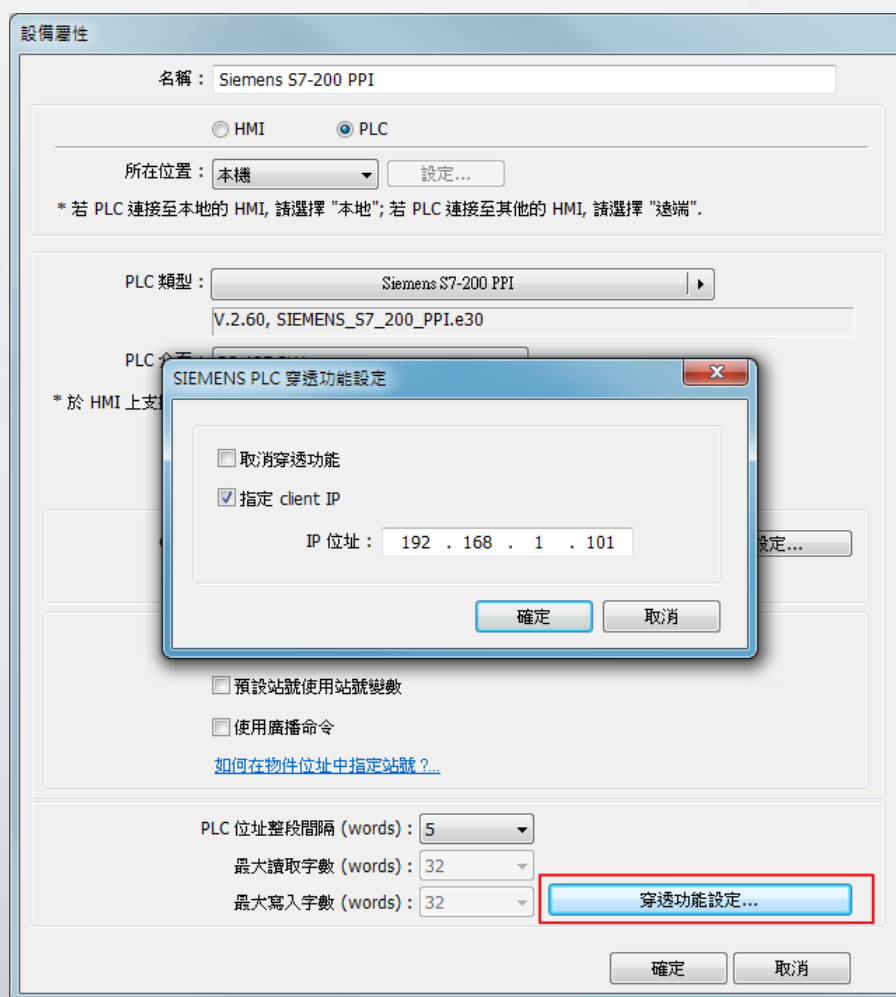 設備屬性
名稱： Siemens S7-200 PPI
HMI PLC
所在位置： 本機 設定...
* 若 PLC 連接至本地的 HMI, 請選擇 "本地"; 若 PLC 連接至其他的 HMI, 請選擇 "遠端".
PLC 類型： Siemens S7-200 PPI
V.2.60, SIEMENS_S7_200_PPI.e30
PLC
SIEMENS PLC 穿透功能設定
* 於 HMI 上支
取消穿透功能
指定 client IP
IP 位址： 192 . 168 . 1 . 101
設定...
確定 取消
預設站號使用站號變數
使用廣播命令
如何在物件位址中指定站號？...
PLC 位址整段間隔 (words)： 5
最大讀取字數 (words)： 32
最大寫入字數 (words)： 32 穿透功能設定...
確定 取消